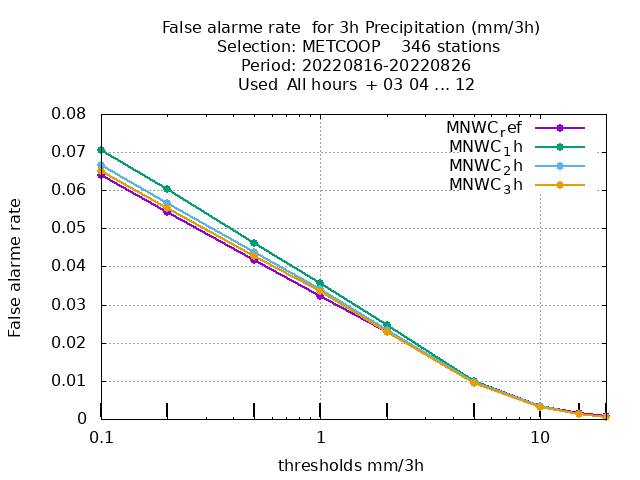 False alarme rate  for 3h Precipitation (mm/3h)
Selection: METCOOP    346 stations
Period: 20220816-20220826
Used  All hours  + 03 04 ... 12
MNWC_ref
MNWC_1h
MNWC_2h
MNWC_3h
False alarme rate
0.08
0.07
0.06
0.05
0.04
0.03
0.02
0.01
0
0.1 1 10
thresholds mm/3h